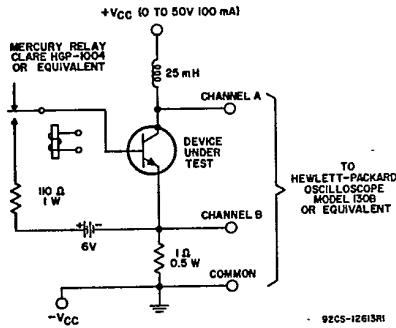 +VCC (0 TO 50V 100 mA)
MERCURY RELAY
CLARE HGP-1004
OR EQUIVALENT
25 mH
CHANNEL A
DEVICE
UNDER
TEST
TO
HEWLETT-PACKARD
OSCILLOSCOPE
MODEL 130B
OR EQUIVALENT
110 Ω
1 W
+ -
6V
CHANNEL B
1 Ω
0.5 W
COMMON
-VCC
92CS-12613R1